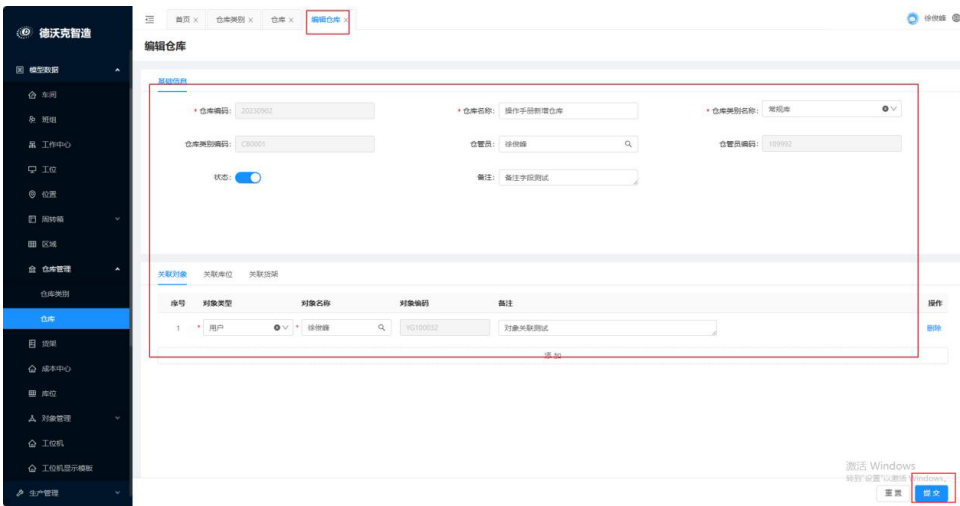 德沃克智造
首页 × 仓库类别 × 仓库 × 编辑仓库 ×
徐俊峰
编辑仓库
模型数据
车间
班组
工作中心
工位
位置
周转箱
区域
仓库管理
仓库类别
仓库
货架
成本中心
库位
对象管理
工位机
工位机显示模板
生产管理
基础信息
* 仓库编码: 20230902
* 仓库名称: 操作手册新增仓库
* 仓库类别名称: 常规库
仓库类别编码: CB0001
仓管员: 徐俊峰
仓管员编码: 109992
状态:
备注: 备注字段测试
关联对象 关联库位 关联货架
序号 对象类型 对象名称 对象编码 备注 操作
1 * 用户 * 徐俊峰 YG100032 对象关联测试 删除
添加
激活 Windows
转到"设置"以激活 Windows。
重置 提交